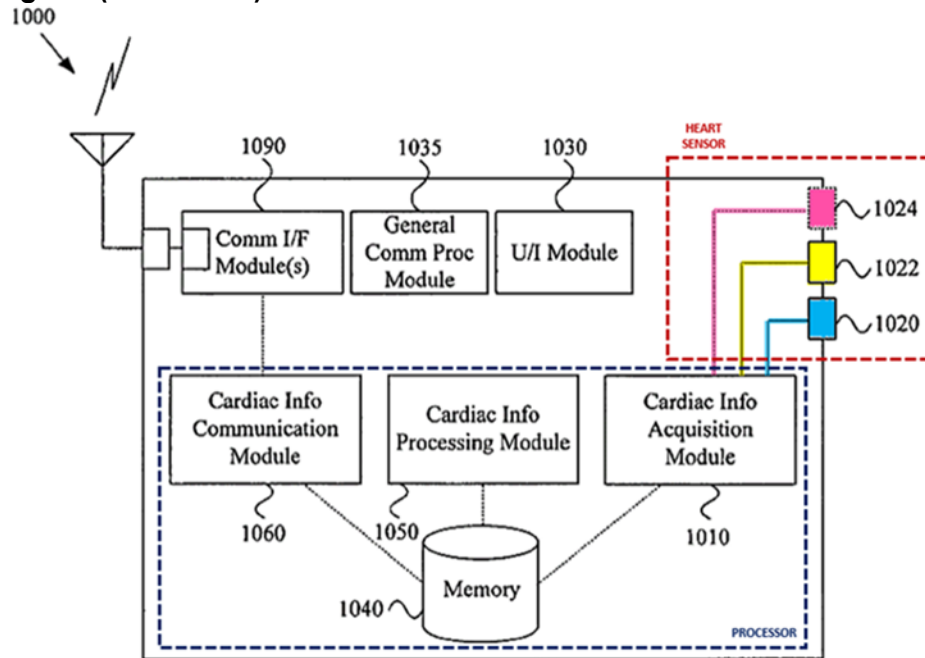 1000
1090
1035
1030
HEART
SENSOR
Comm I/F
Module(s)
General
Comm Proc
Module
U/I Module
1024
1022
1020
Cardiac Info
Communication
Module
Cardiac Info
Processing Module
Cardiac Info
Acquisition
Module
1060
1050
1010
Memory
1040
PROCESSOR